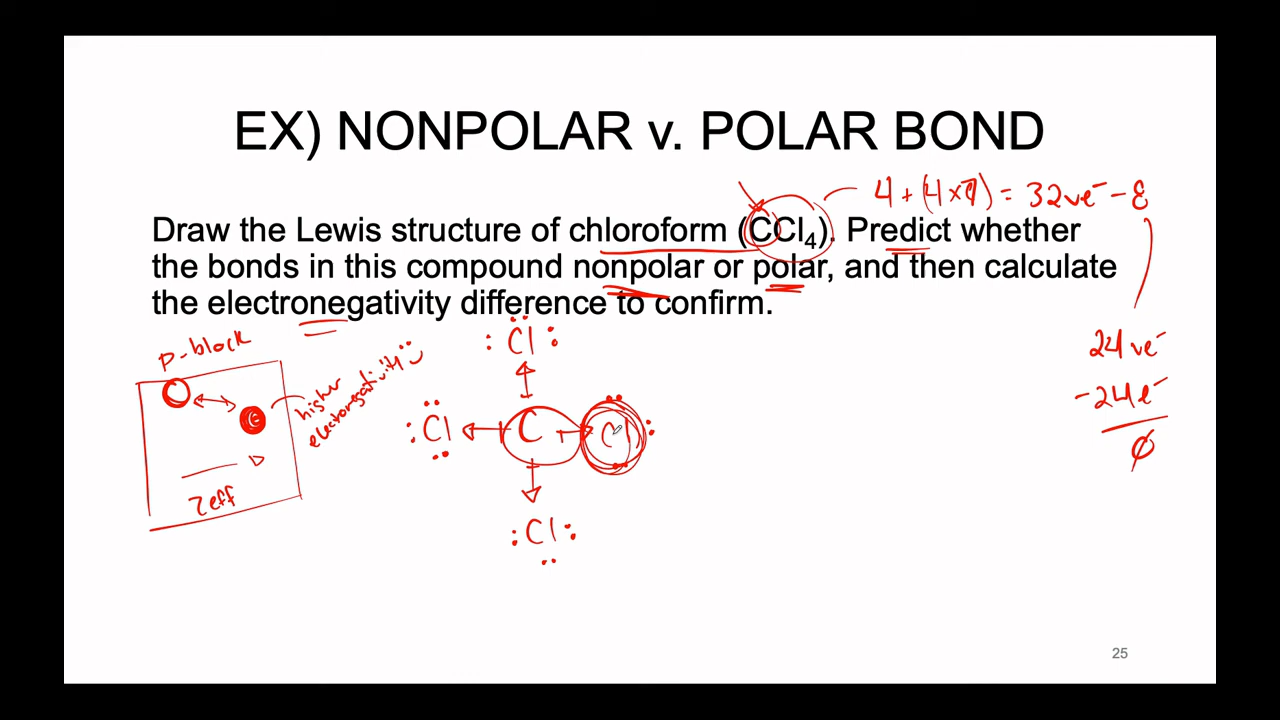 EX) NONPOLAR v. POLAR BOND
4 + (4 x 7) = 32ve⁻ - 8
Draw the Lewis structure of chloroform (CCl₄). Predict whether
the bonds in this compound nonpolar or polar, and then calculate
the electronegativity difference to confirm.
24ve⁻
-24e⁻
0
p-block
higher
electronegativity
Zeff
:Cl:
:Cl C Cl:
:Cl:
25